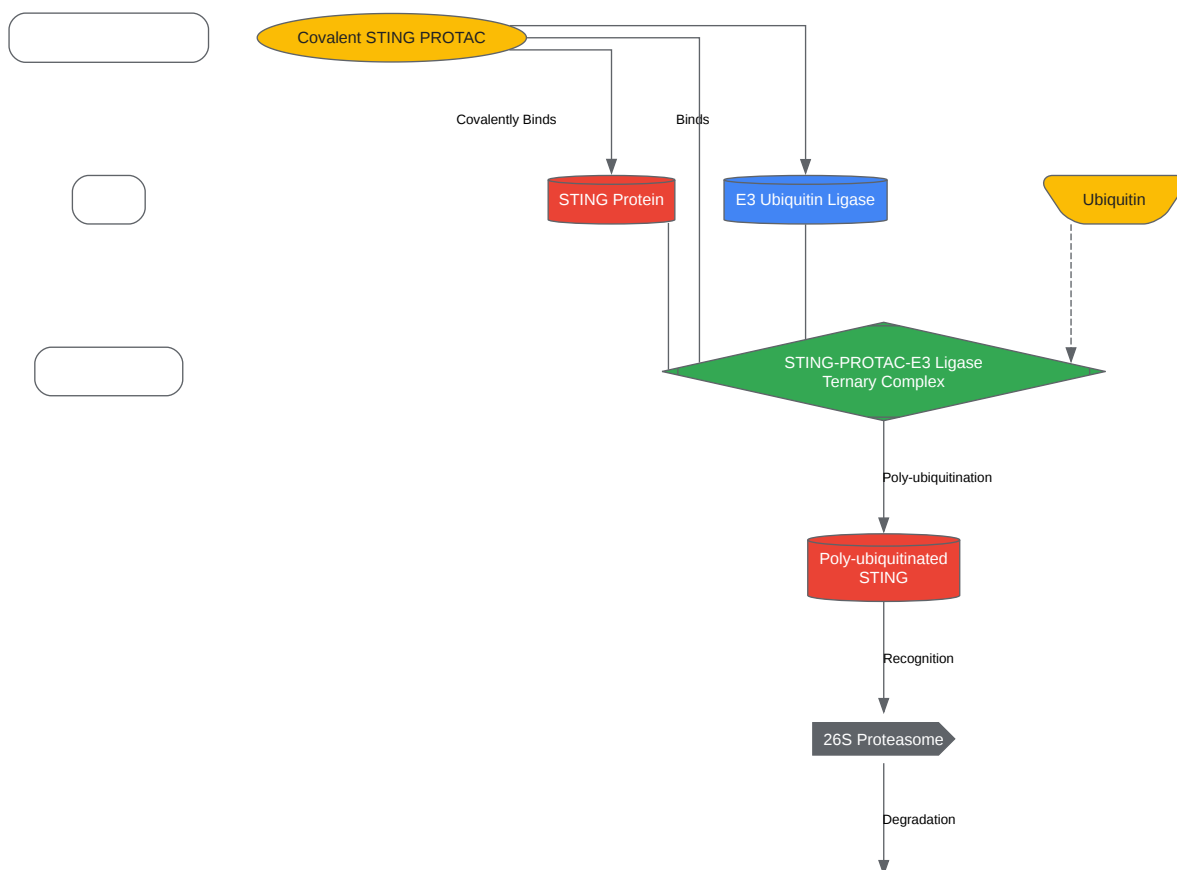 Covalent STING PROTAC
Covalently Binds
Binds
STING Protein
E3 Ubiquitin Ligase
Ubiquitin
STING-PROTAC-E3 Ligase
Ternary Complex
Poly-ubiquitination
Poly-ubiquitinated
STING
Recognition
26S Proteasome
Degradation